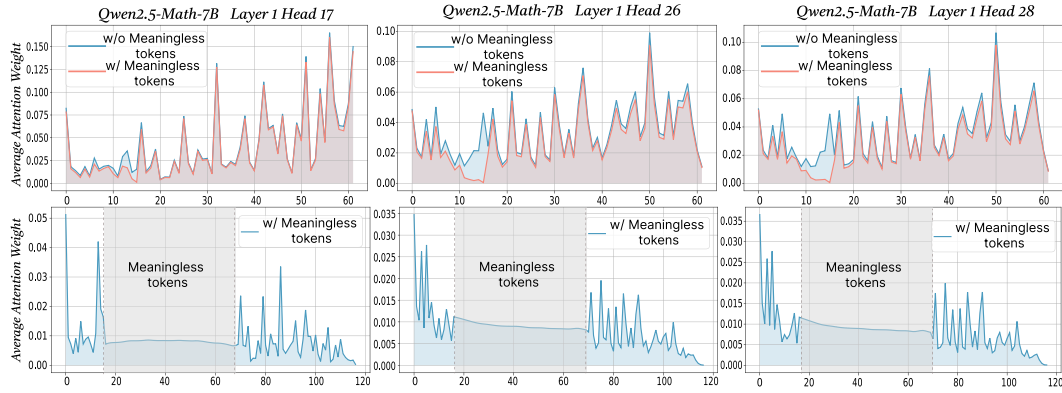 Qwen2.5-Math-7B Layer 1 Head 17
Qwen2.5-Math-7B Layer 1 Head 26
Qwen2.5-Math-7B Layer 1 Head 28
Average Attention Weight
0.150
0.125
0.100
0.075
0.050
0.025
0.000
w/o Meaningless
tokens
w/ Meaningless
tokens
0 10 20 30 40 50 60
0.10
0.08
0.06
0.04
0.02
0.00
w/o Meaningless
tokens
w/ Meaningless
tokens
0 10 20 30 40 50 60
0.10
0.08
0.06
0.04
0.02
0.00
w/o Meaningless
tokens
w/ Meaningless
tokens
0 10 20 30 40 50 60
Average Attention Weight
0.05
0.04
0.03
0.02
0.01
0.00
w/ Meaningless
tokens
Meaningless
tokens
0 20 40 60 80 100 120
0.035
0.030
0.025
0.020
0.015
0.010
0.005
0.000
w/ Meaningless
tokens
Meaningless
tokens
0 20 40 60 80 100 120
0.035
0.030
0.025
0.020
0.015
0.010
0.005
0.000
w/ Meaningless
tokens
Meaningless
tokens
0 20 40 60 80 100 120